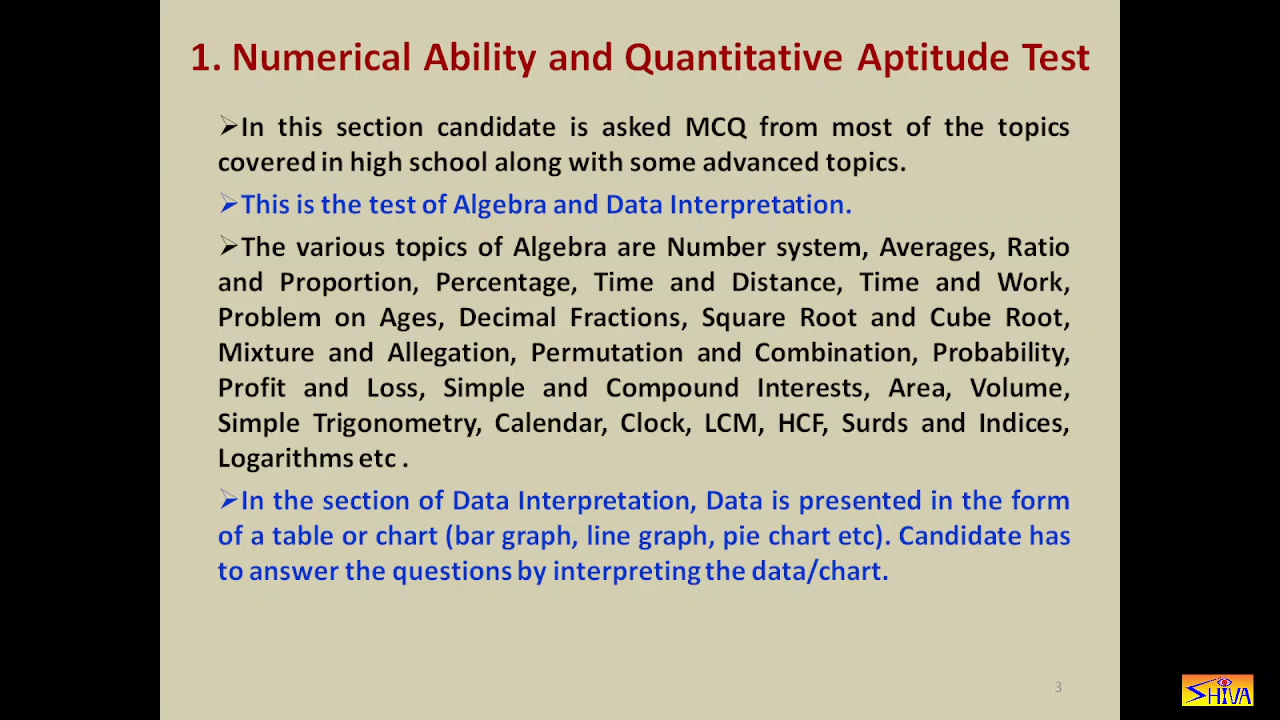 1. Numerical Ability and Quantitative Aptitude Test
➢In this section candidate is asked MCQ from most of the topics
covered in high school along with some advanced topics.
➢This is the test of Algebra and Data Interpretation.
➢The various topics of Algebra are Number system, Averages, Ratio
and Proportion, Percentage, Time and Distance, Time and Work,
Problem on Ages, Decimal Fractions, Square Root and Cube Root,
Mixture and Allegation, Permutation and Combination, Probability,
Profit and Loss, Simple and Compound Interests, Area, Volume,
Simple Trigonometry, Calendar, Clock, LCM, HCF, Surds and Indices,
Logarithms etc .
➢In the section of Data Interpretation, Data is presented in the form
of a table or chart (bar graph, line graph, pie chart etc). Candidate has
to answer the questions by interpreting the data/chart.
3
SHIVA